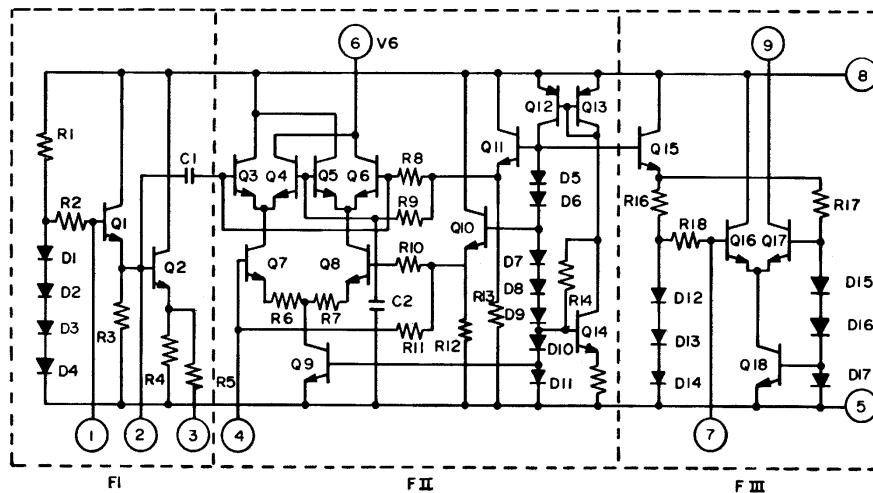 6 V6 9
8
Q12 Q13
R1
Q11
C1
Q3 Q4 Q5 Q6 R8 Q15
D5
R2 R9 D6 R16 R17
Q1 Q10 R18 Q16 Q17
D1 Q2 R10
Q7 Q8 D7
D2 D8 R14 D12 D15
R13
D3 R3 R6 R7 C2 D9 D16
R11 Q14 D13
R12 D10
D4 R4 R5 Q9 Q18
D11 D14 D17
5
1 2 3 4 7
FI FII FIII